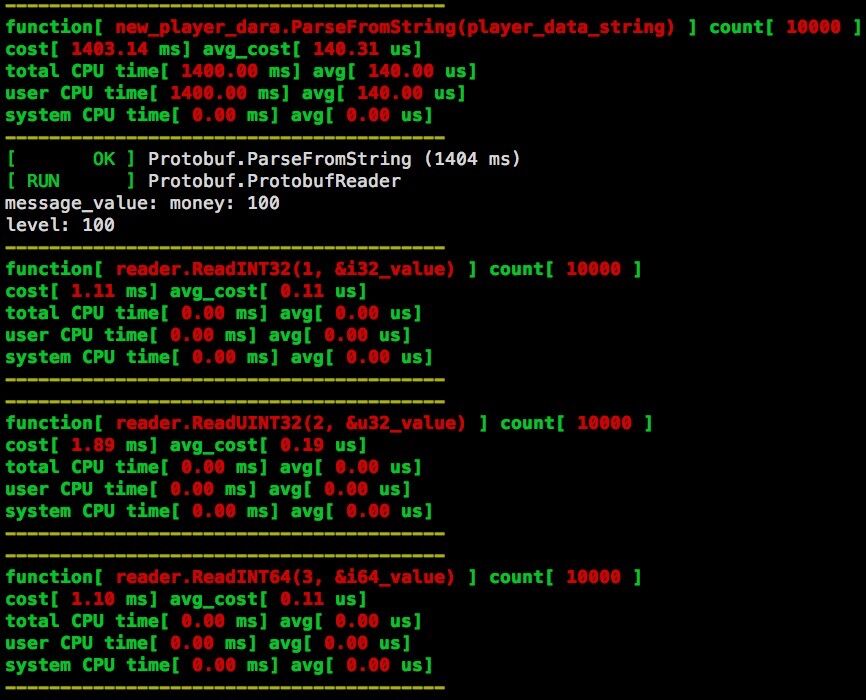 ----------------------------------------
function[ new_player_dara.ParseFromString(player_data_string) ] count[ 10000 ]
cost[ 1403.14 ms] avg_cost[ 140.31 us]
total CPU time[ 1400.00 ms] avg[ 140.00 us]
user CPU time[ 1400.00 ms] avg[ 140.00 us]
system CPU time[ 0.00 ms] avg[ 0.00 us]
----------------------------------------
[       OK ] Protobuf.ParseFromString (1404 ms)
[ RUN      ] Protobuf.ProtobufReader
message_value: money: 100
level: 100
----------------------------------------
function[ reader.ReadINT32(1, &i32_value) ] count[ 10000 ]
cost[ 1.11 ms] avg_cost[ 0.11 us]
total CPU time[ 0.00 ms] avg[ 0.00 us]
user CPU time[ 0.00 ms] avg[ 0.00 us]
system CPU time[ 0.00 ms] avg[ 0.00 us]
----------------------------------------
----------------------------------------
function[ reader.ReadUINT32(2, &u32_value) ] count[ 10000 ]
cost[ 1.89 ms] avg_cost[ 0.19 us]
total CPU time[ 0.00 ms] avg[ 0.00 us]
user CPU time[ 0.00 ms] avg[ 0.00 us]
system CPU time[ 0.00 ms] avg[ 0.00 us]
----------------------------------------
----------------------------------------
function[ reader.ReadINT64(3, &i64_value) ] count[ 10000 ]
cost[ 1.10 ms] avg_cost[ 0.11 us]
total CPU time[ 0.00 ms] avg[ 0.00 us]
user CPU time[ 0.00 ms] avg[ 0.00 us]
system CPU time[ 0.00 ms] avg[ 0.00 us]
----------------------------------------